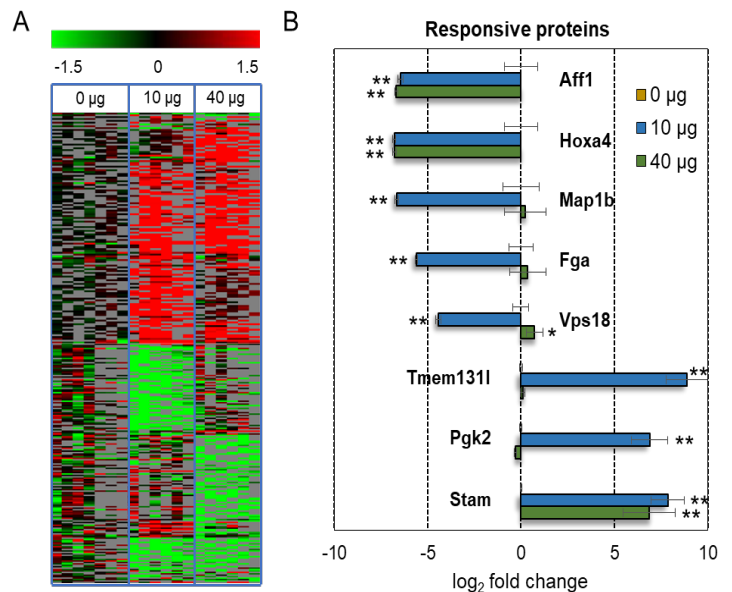 A
-1.5 0 1.5
0 µg 10 µg 40 µg
B
Responsive proteins
** Aff1
**
** Hoxa4
**
** Map1b
** Fga
** Vps18
*
Tmem131l **
Pgk2 **
Stam **
**
0 µg
10 µg
40 µg
-10 -5 0 5 10
log2 fold change